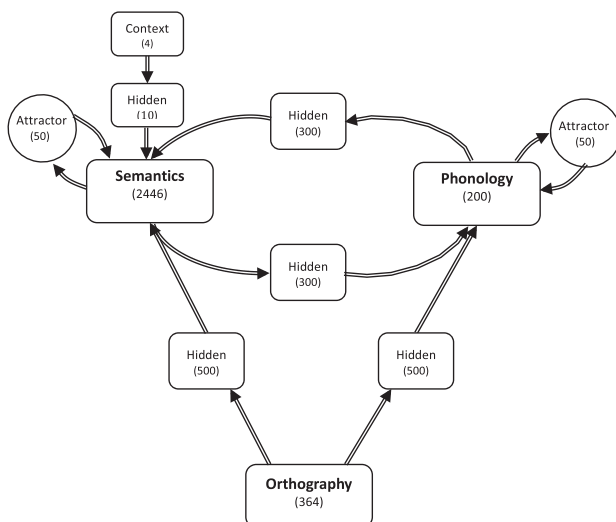 Context
(4)
Hidden
(10)
Attractor
(50)
Hidden
(300)
Attractor
(50)
Semantics
(2446)
Phonology
(200)
Hidden
(300)
Hidden
(500)
Hidden
(500)
Orthography
(364)